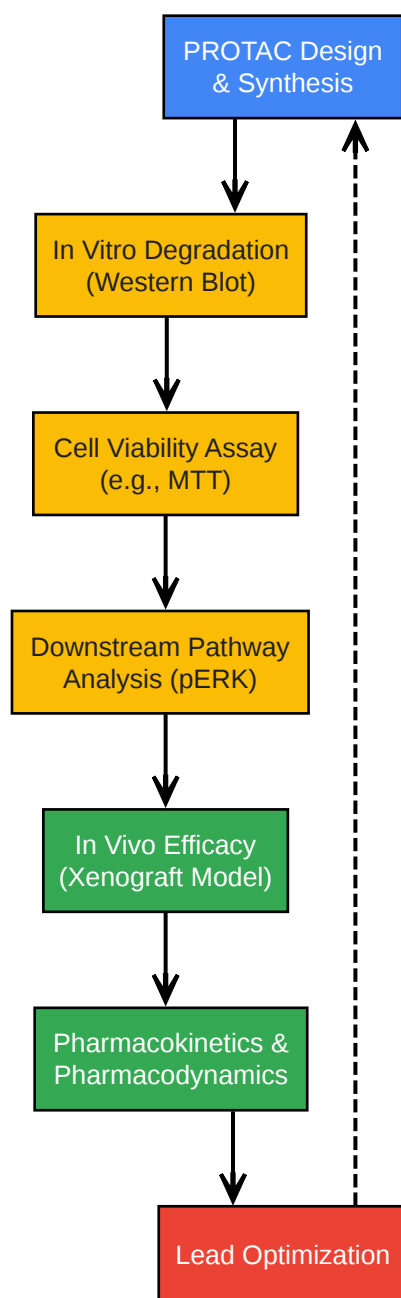 PROTAC Design
& Synthesis
In Vitro Degradation
(Western Blot)
Cell Viability Assay
(e.g., MTT)
Downstream Pathway
Analysis (pERK)
In Vivo Efficacy
(Xenograft Model)
Pharmacokinetics &
Pharmacodynamics
Lead Optimization